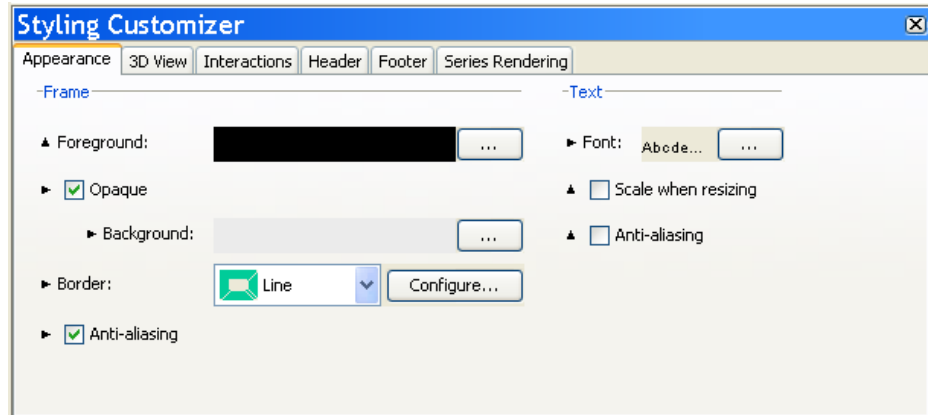 Styling Customizer
Appearance 3D View Interactions Header Footer Series Rendering
Frame
Foreground: ...
Opaque
Background: ...
Border: Line Configure...
Anti-aliasing
Text
Font: Abcde... ...
Scale when resizing
Anti-aliasing